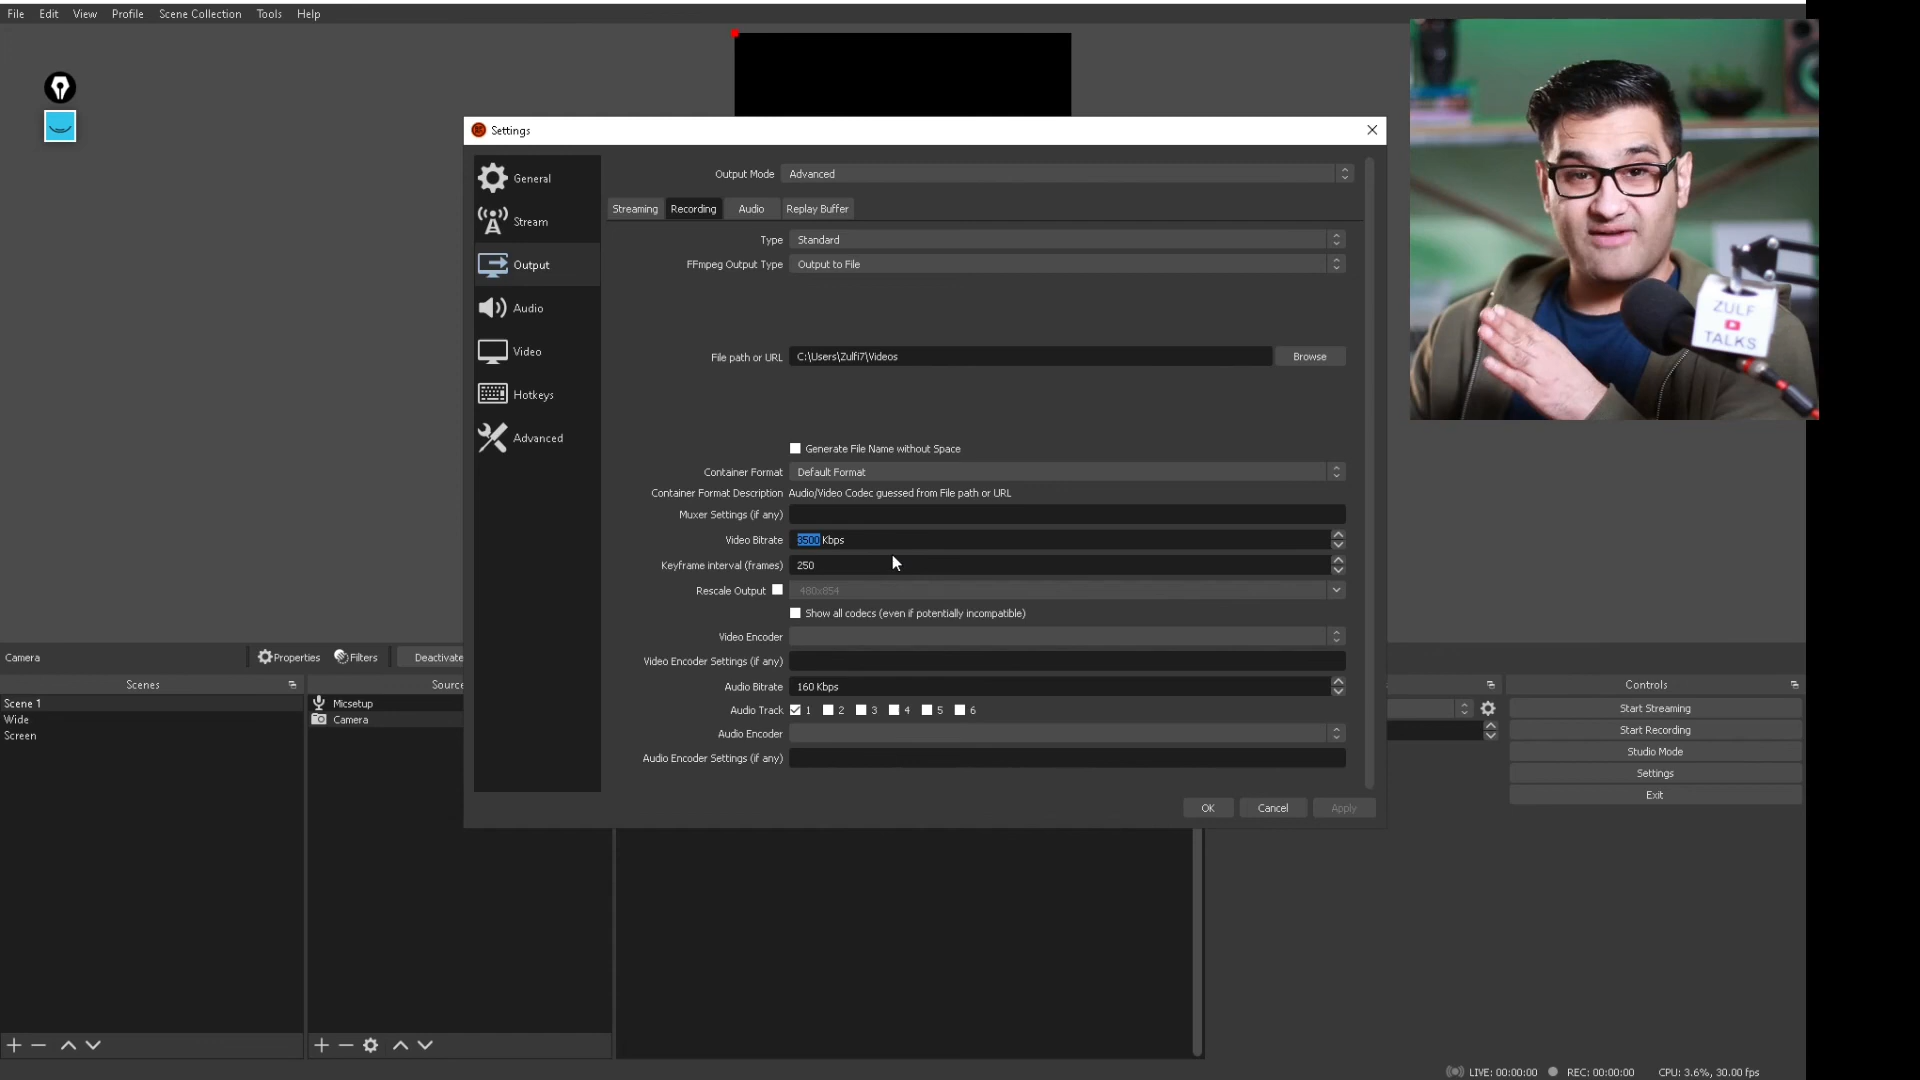 File Edit View Profile Scene Collection Tools Help
Settings
General
Stream
Output
Audio
Video
Hotkeys
Advanced
Output Mode Advanced
Streaming Recording Audio Replay Buffer
Type Standard
FFmpeg Output Type Output to File
File path or URL C:\Users\Zulfi7\Videos Browse
Generate File Name without Space
Container Format Default Format
Container Format Description Audio/Video Codec guessed from File path or URL
Muxer Settings (if any)
Video Bitrate 3500 Kbps
Keyframe interval (frames) 250
Rescale Output 480x854
Show all codecs (even if potentially incompatible)
Video Encoder
Video Encoder Settings (if any)
Audio Bitrate 160 Kbps
Audio Track 1 2 3 4 5 6
Audio Encoder
Audio Encoder Settings (if any)
OK Cancel Apply
ZULF
TALKS
Camera Properties Filters Deactivate
Scenes
Scene 1
Wide
Screen
Source
Micsetup
Camera
Controls
Start Streaming
Start Recording
Studio Mode
Settings
Exit
LIVE: 00:00:00 REC: 00:00:00 CPU: 3.6%, 30.00 fps